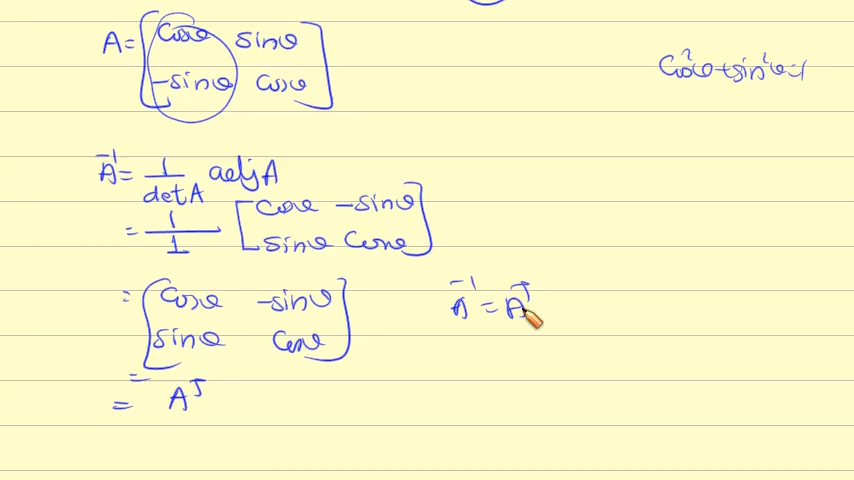 A = [ cosθ sinθ
-sinθ cosθ ]
cos²θ + sin²θ = 1
A⁻¹ = 1/detA adjA
= 1/1 [ cosθ -sinθ
sinθ cosθ ]
= [ cosθ -sinθ
sinθ cosθ ]
A⁻¹ = Aᵀ
=
= Aᵀ